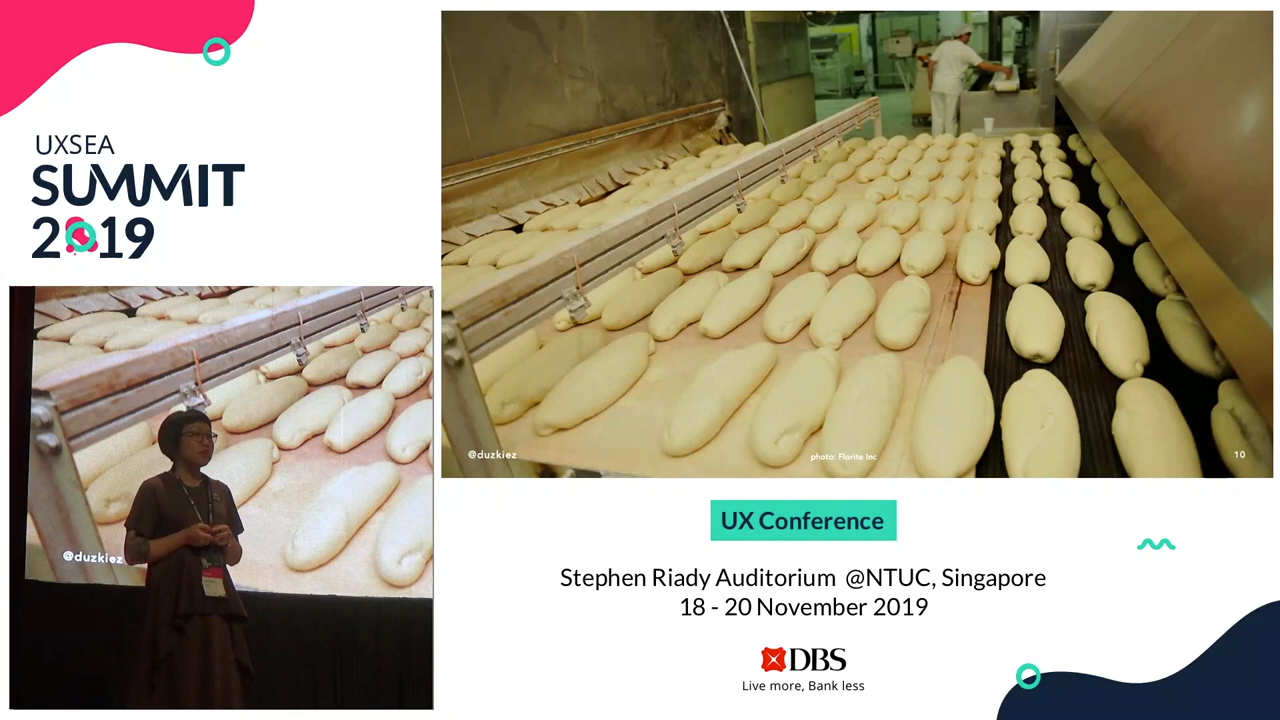 UXSEA
SUMMIT
2019
@duzkiez
@duzkiez
photo: Florite Inc
10
UX Conference
Stephen Riady Auditorium @NTUC, Singapore
18 - 20 November 2019
DBS
Live more, Bank less